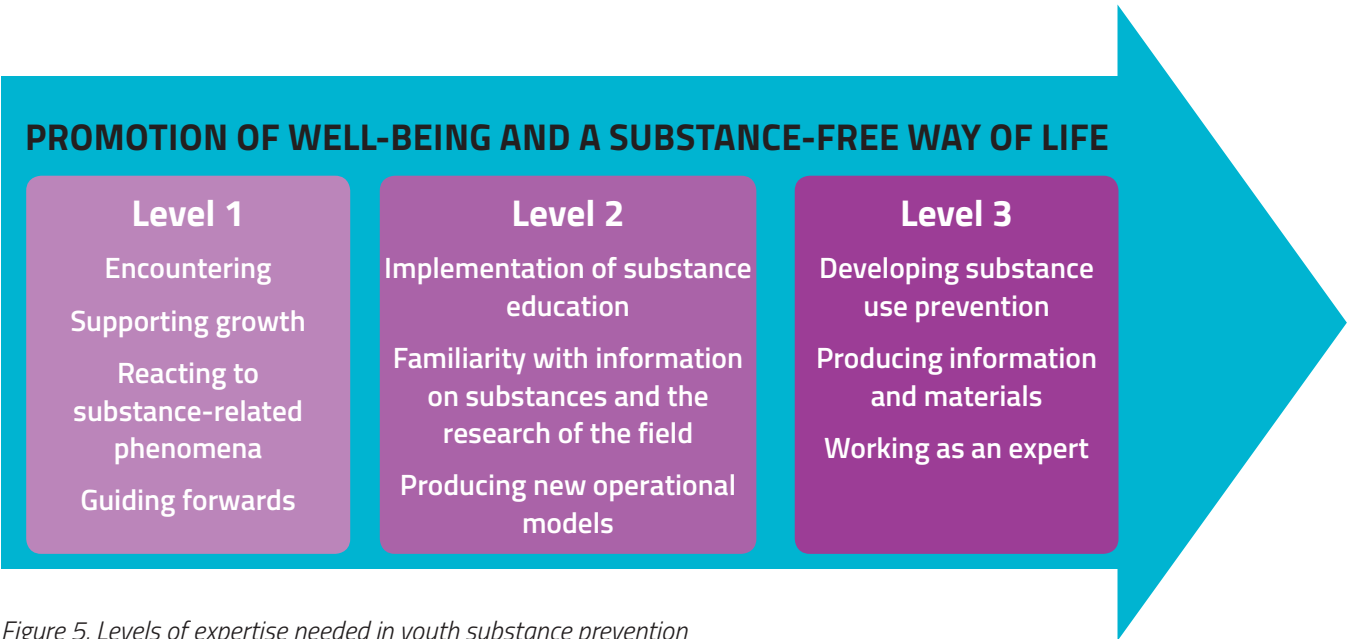 PROMOTION OF WELL-BEING AND A SUBSTANCE-FREE WAY OF LIFE
Level 1
Encountering
Supporting growth
Reacting to
substance-related
phenomena
Guiding forwards
Level 2
Implementation of substance
education
Familiarity with information
on substances and the
research of the field
Producing new operational
models
Level 3
Developing substance
use prevention
Producing information
and materials
Working as an expert
Figure 5. Levels of expertise needed in youth substance prevention